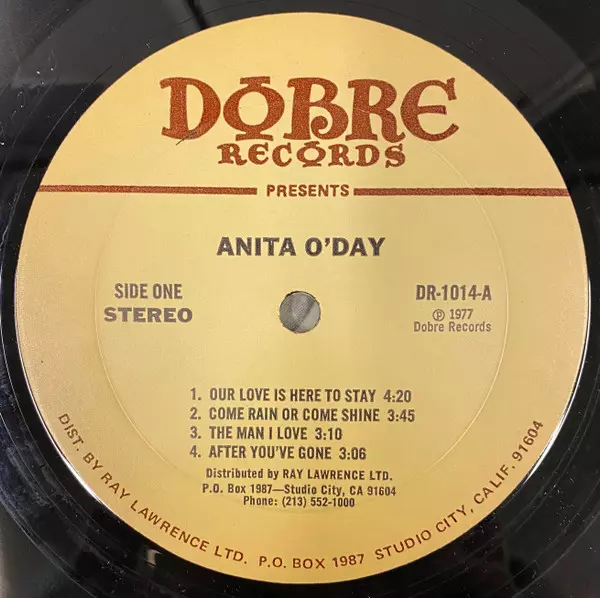 DOBRE
RECORDS
PRESENTS
ANITA O'DAY
SIDE ONE
STEREO
DR-1014-A
℗ 1977
Dobre Records
1. OUR LOVE IS HERE TO STAY 4:20
2. COME RAIN OR COME SHINE 3:45
3. THE MAN I LOVE 3:10
4. AFTER YOU'VE GONE 3:06
Distributed by RAY LAWRENCE LTD.
P.O. Box 1987—Studio City, CA 91604
Phone: (213) 552-1000
DIST. BY RAY LAWRENCE LTD. P.O. BOX 1987 STUDIO CITY, CALIF. 91604